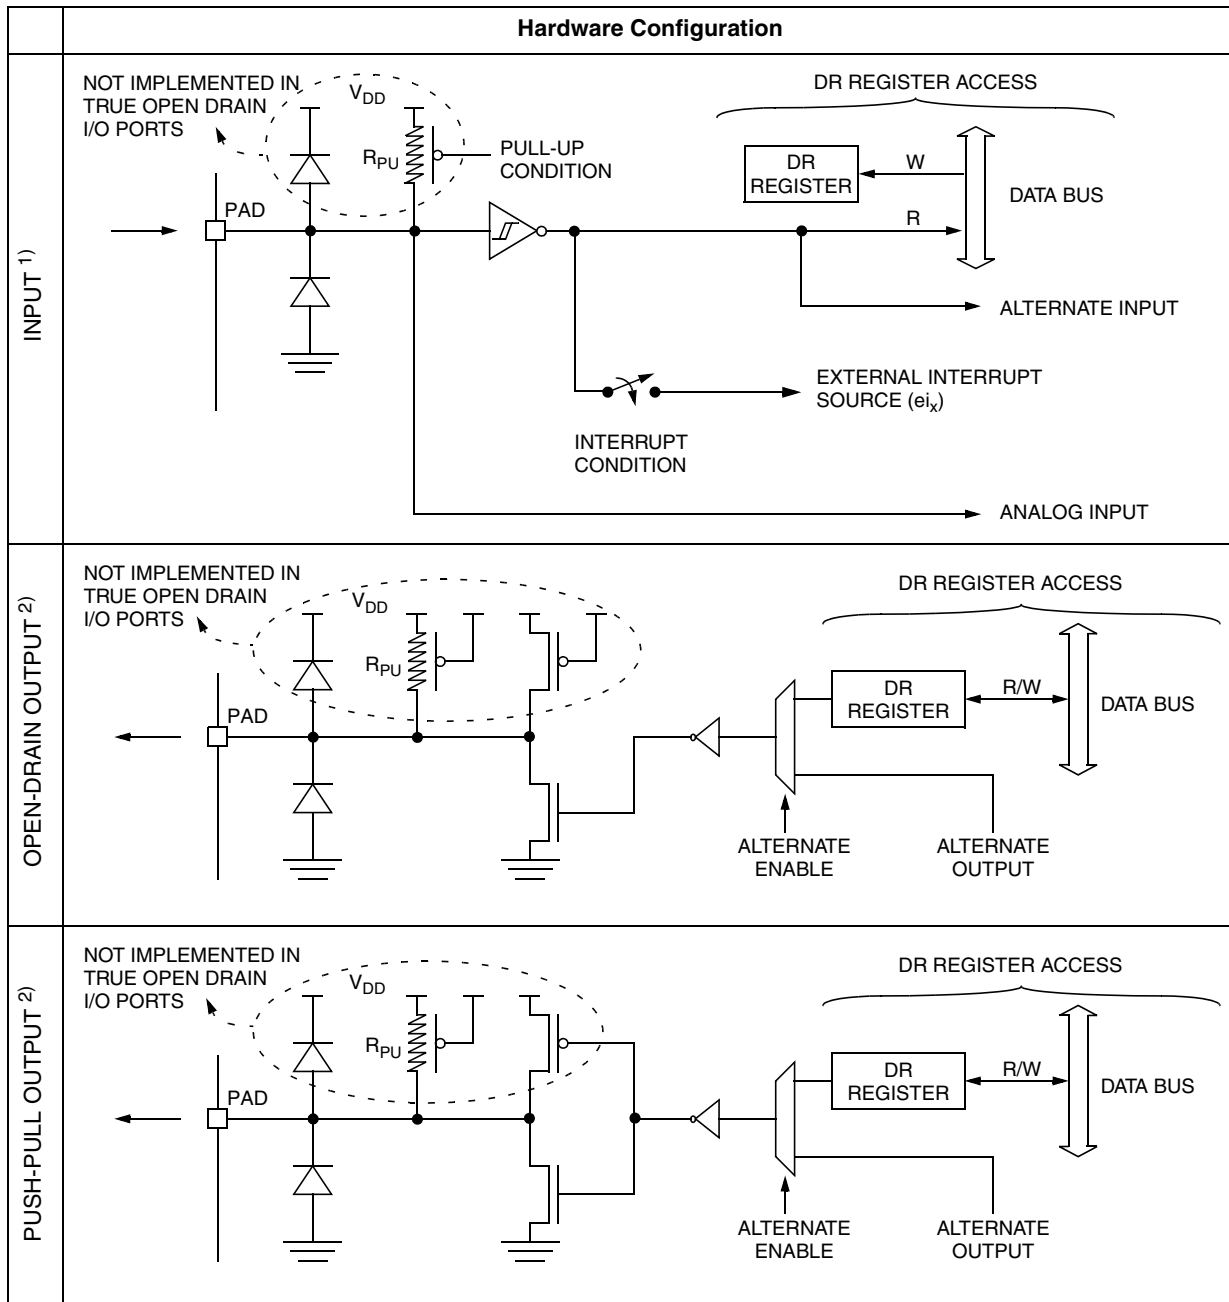 Hardware Configuration
INPUT 1)
NOT IMPLEMENTED IN
TRUE OPEN DRAIN
I/O PORTS
VDD
RPU
PULL-UP
CONDITION
PAD
DR REGISTER ACCESS
DR
REGISTER
W
R
DATA BUS
ALTERNATE INPUT
EXTERNAL INTERRUPT
SOURCE (eix)
INTERRUPT
CONDITION
ANALOG INPUT
OPEN-DRAIN OUTPUT 2)
NOT IMPLEMENTED IN
TRUE OPEN DRAIN
I/O PORTS
VDD
RPU
PAD
DR REGISTER ACCESS
DR
REGISTER
R/W
DATA BUS
ALTERNATE
ENABLE
ALTERNATE
OUTPUT
PUSH-PULL OUTPUT 2)
NOT IMPLEMENTED IN
TRUE OPEN DRAIN
I/O PORTS
VDD
RPU
PAD
DR REGISTER ACCESS
DR
REGISTER
R/W
DATA BUS
ALTERNATE
ENABLE
ALTERNATE
OUTPUT